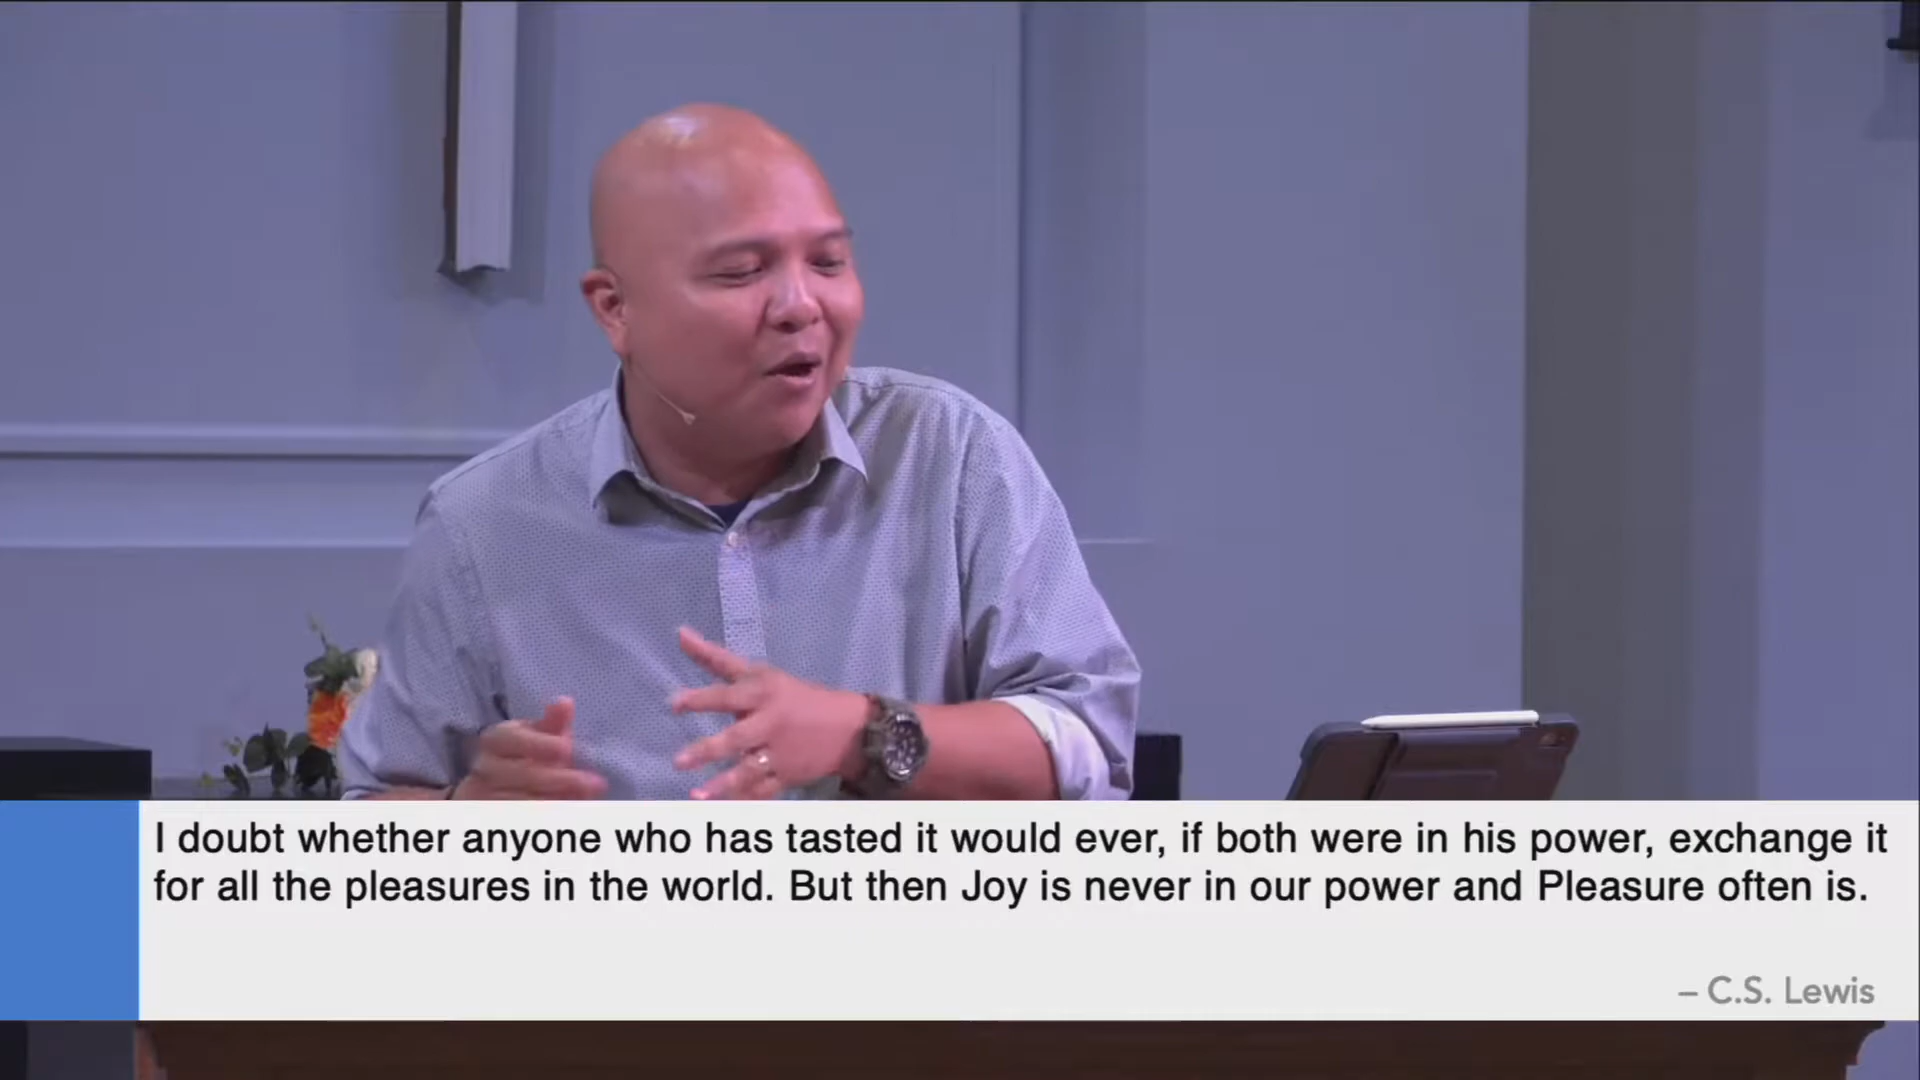 I doubt whether anyone who has tasted it would ever, if both were in his power, exchange it
for all the pleasures in the world. But then Joy is never in our power and Pleasure often is.
– C.S. Lewis